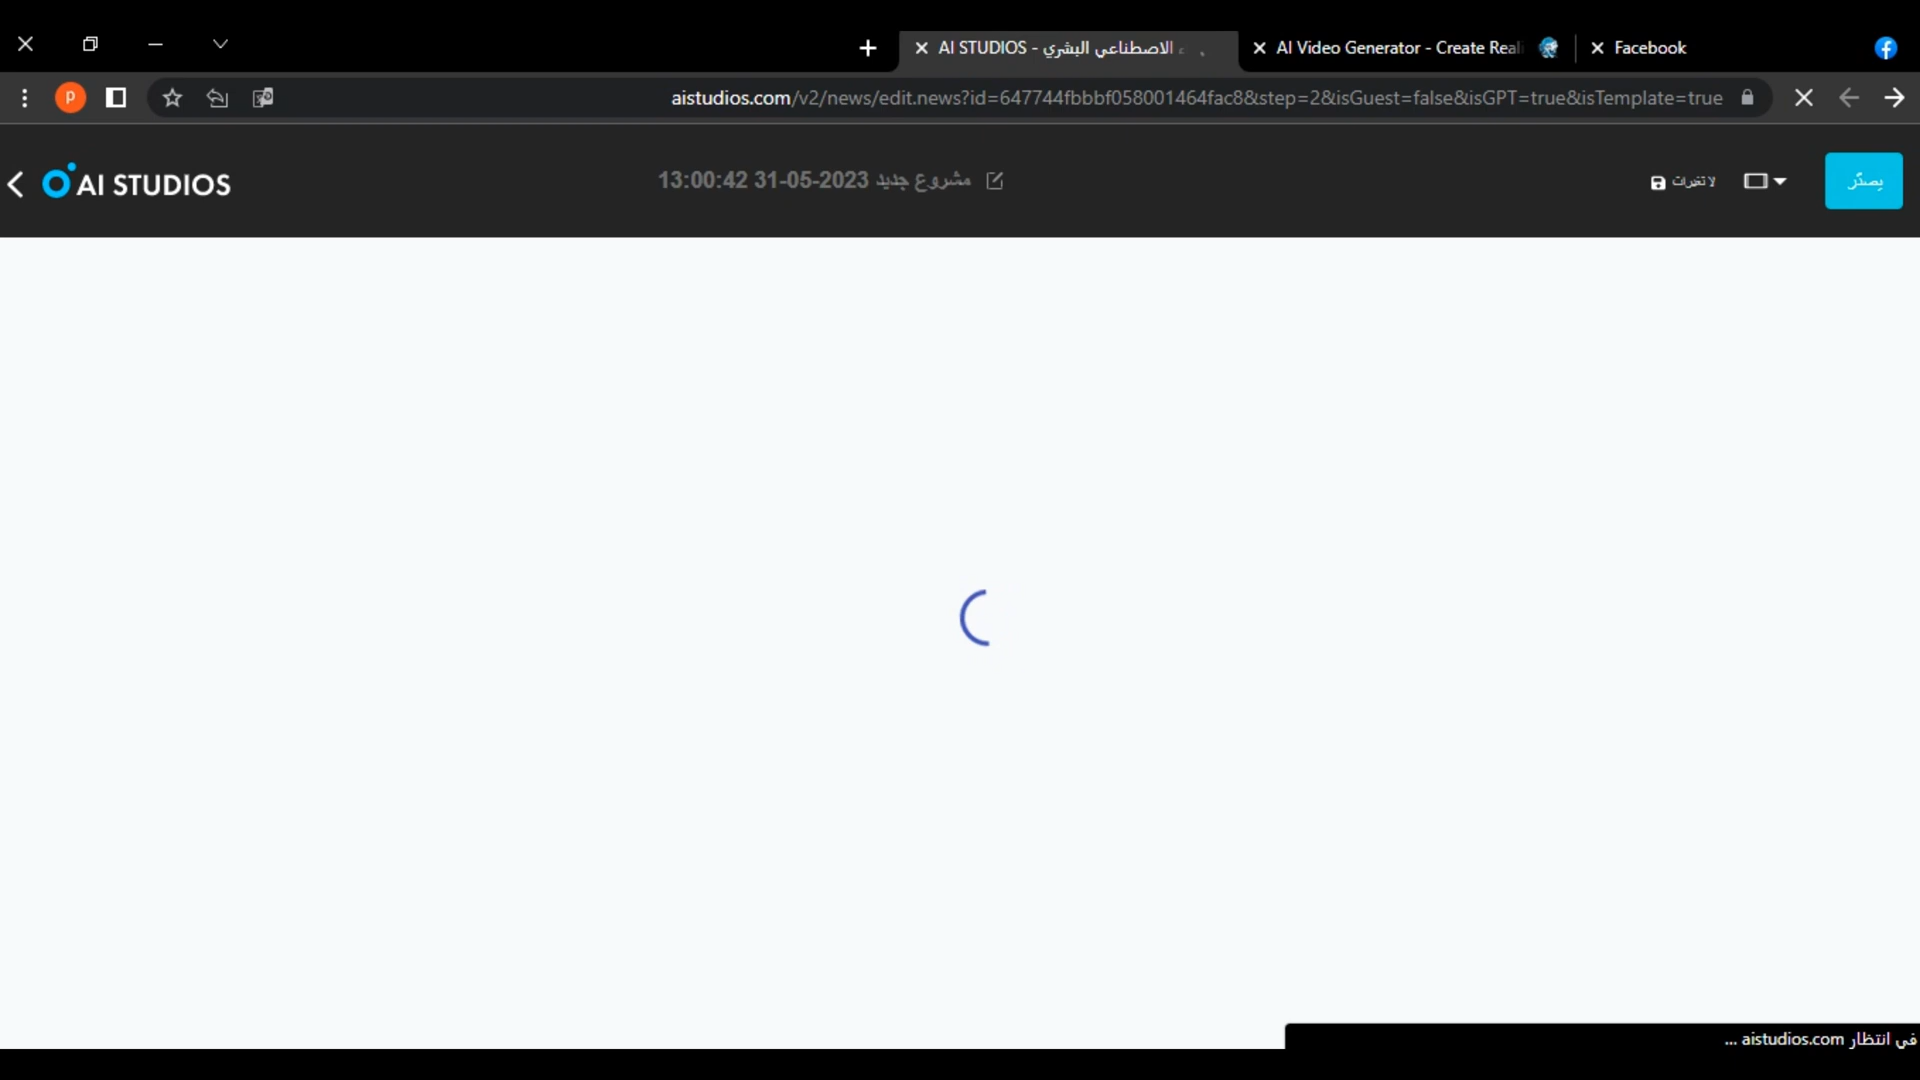 AI STUDIOS - الاصطناعي البشري
AI Video Generator - Create Real
Facebook
P
aistudios.com/v2/news/edit.news?id=647744fbbbf058001464fac8&step=2&isGuest=false&isGPT=true&isTemplate=true
AI STUDIOS
مشروع جديد 2023-05-31 13:00:42
لا تغيرات
يصدّر
في انتظار aistudios.com ...